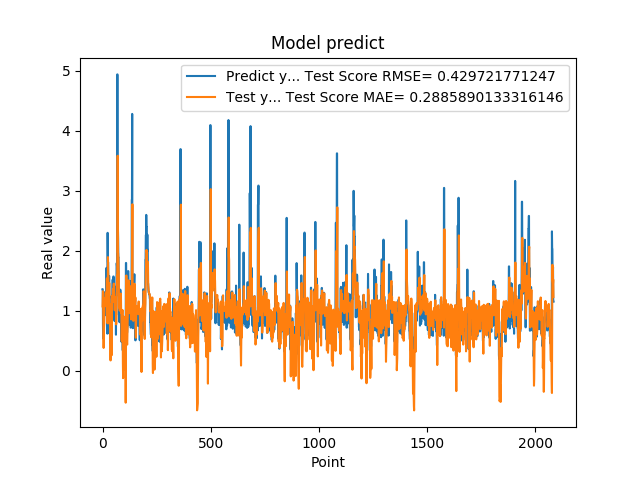 Model predict
Predict y... Test Score RMSE= 0.429721771247
Test y... Test Score MAE= 0.2885890133316146
Real value
5
4
3
2
1
0
0 500 1000 1500 2000
Point